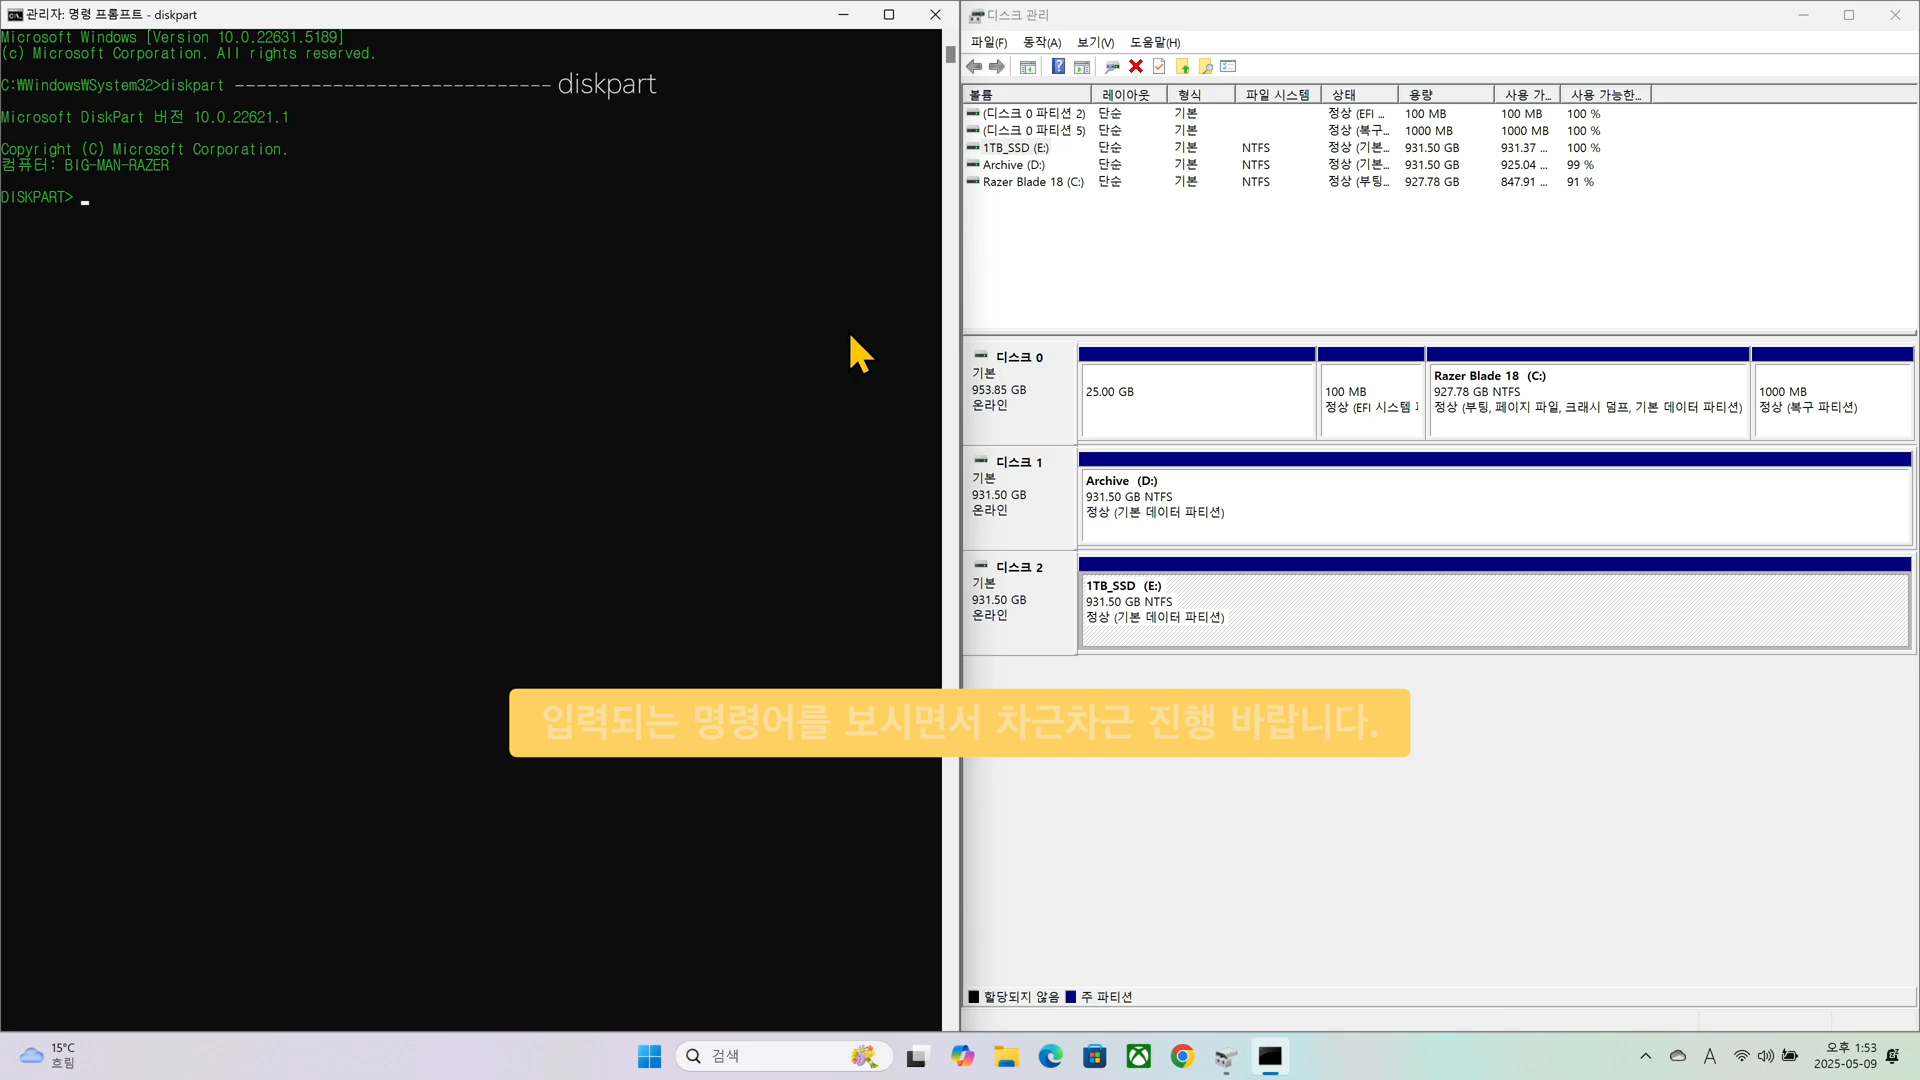 관리자: 명령 프롬프트 - diskpart
Microsoft Windows [Version 10.0.22631.5189]
(c) Microsoft Corporation. All rights reserved.
C:₩Windows₩System32>diskpart ----------------------------- diskpart
Microsoft DiskPart 버전 10.0.22621.1
Copyright (C) Microsoft Corporation.
컴퓨터: BIG-MAN-RAZER
DISKPART>
디스크 관리
파일(F) 동작(A) 보기(V) 도움말(H)
볼륨 레이아웃 형식 파일 시스템 상태 용량 사용 가... 사용 가능한...
(디스크 0 파티션 2) 단순 기본 정상 (EFI ... 100 MB 100 MB 100 %
(디스크 0 파티션 5) 단순 기본 정상 (복구... 1000 MB 1000 MB 100 %
1TB_SSD (E:) 단순 기본 NTFS 정상 (기본... 931.50 GB 931.37 ... 100 %
Archive (D:) 단순 기본 NTFS 정상 (기본... 931.50 GB 925.04 ... 99 %
Razer Blade 18 (C:) 단순 기본 NTFS 정상 (부팅... 927.78 GB 847.91 ... 91 %
디스크 0
기본
953.85 GB
온라인
25.00 GB
100 MB
정상 (EFI 시스템
Razer Blade 18 (C:)
927.78 GB NTFS
정상 (부팅, 페이지 파일, 크래시 덤프, 기본 데이터 파티션)
1000 MB
정상 (복구 파티션)
디스크 1
기본
931.50 GB
온라인
Archive (D:)
931.50 GB NTFS
정상 (기본 데이터 파티션)
디스크 2
기본
931.50 GB
온라인
1TB_SSD (E:)
931.50 GB NTFS
정상 (기본 데이터 파티션)
입력되는 명령어를 보시면서 차근차근 진행 바랍니다.
할당되지 않음 주 파티션
15°C
흐림
검색
A
오후 1:53
2025-05-09